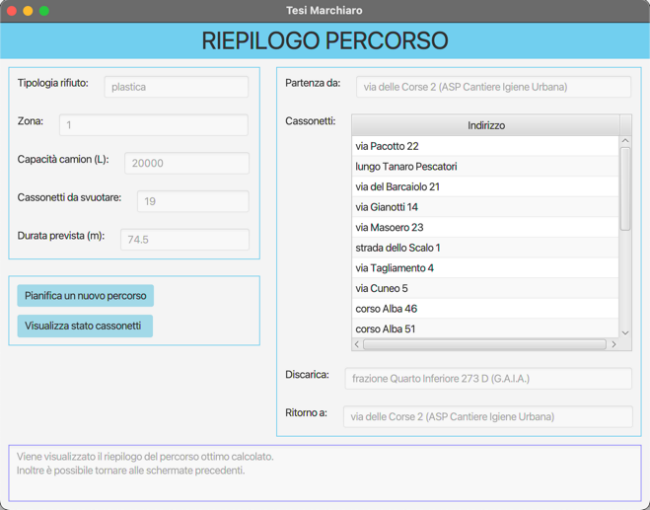 Tesi Marchiaro
RIEPILOGO PERCORSO
Tipologia rifiuto: plastica
Zona: 1
Capacità camion (L): 20000
Cassonetti da svuotare: 19
Durata prevista (m): 74.5
Pianifica un nuovo percorso
Visualizza stato cassonetti
Partenza da: via delle Corse 2 (ASP Cantiere Igiene Urbana)
Cassonetti:
Indirizzo
via Pacotto 22
lungo Tanaro Pescatori
via del Barcaiolo 21
via Gianotti 14
via Masoero 23
strada dello Scalo 1
via Tagliamento 4
via Cuneo 5
corso Alba 46
corso Alba 51
Discarica: frazione Quarto Inferiore 273 D (G.A.I.A.)
Ritorno a: via delle Corse 2 (ASP Cantiere Igiene Urbana)
Viene visualizzato il riepilogo del percorso ottimo calcolato.
Inoltre è possibile tornare alle schermate precedenti.